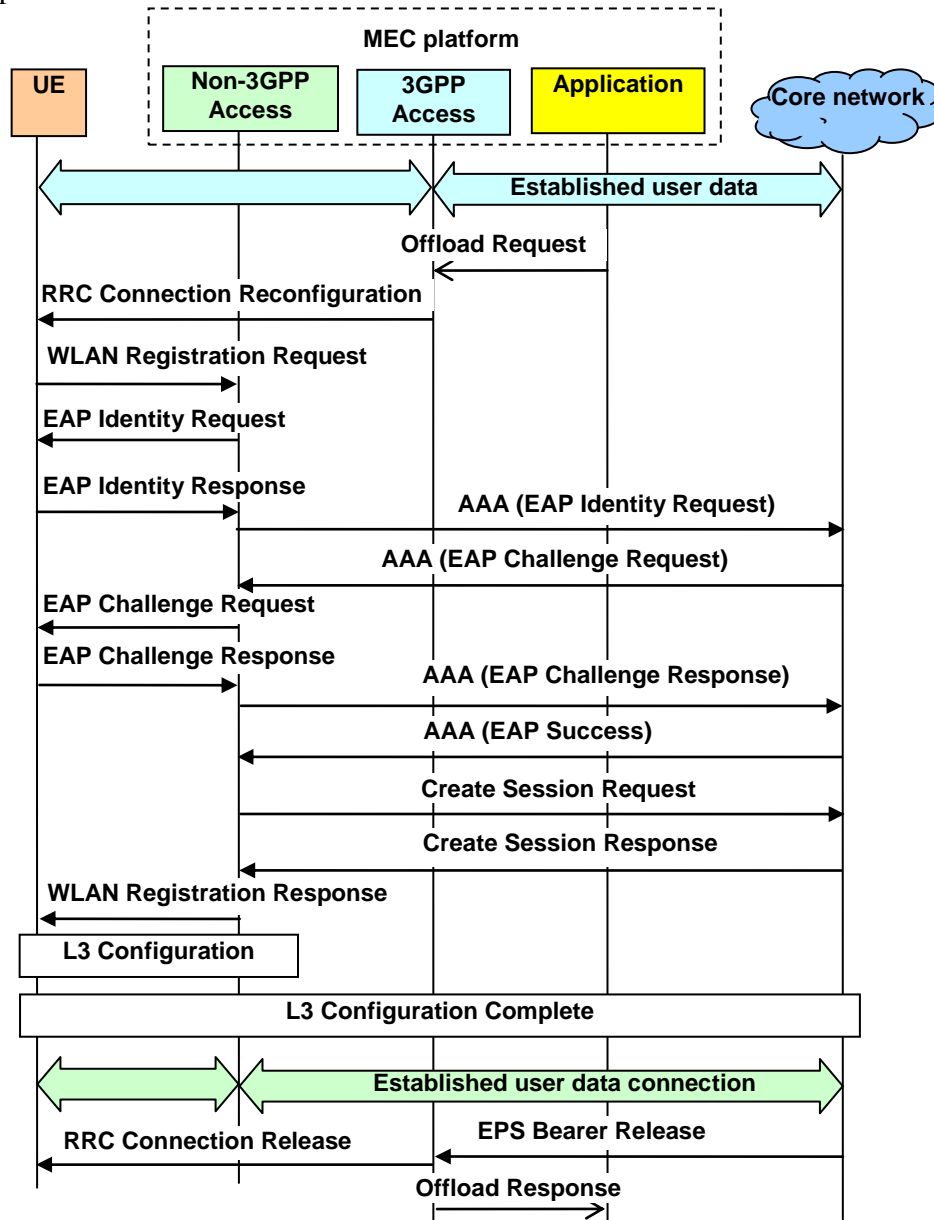 MEC platform
UE
Non-3GPP
Access
3GPP
Access
Application
Core network
Established user data
Offload Request
RRC Connection Reconfiguration
WLAN Registration Request
EAP Identity Request
EAP Identity Response
AAA (EAP Identity Request)
AAA (EAP Challenge Request)
EAP Challenge Request
EAP Challenge Response
AAA (EAP Challenge Response)
AAA (EAP Success)
Create Session Request
Create Session Response
WLAN Registration Response
L3 Configuration
L3 Configuration Complete
Established user data connection
EPS Bearer Release
RRC Connection Release
Offload Response